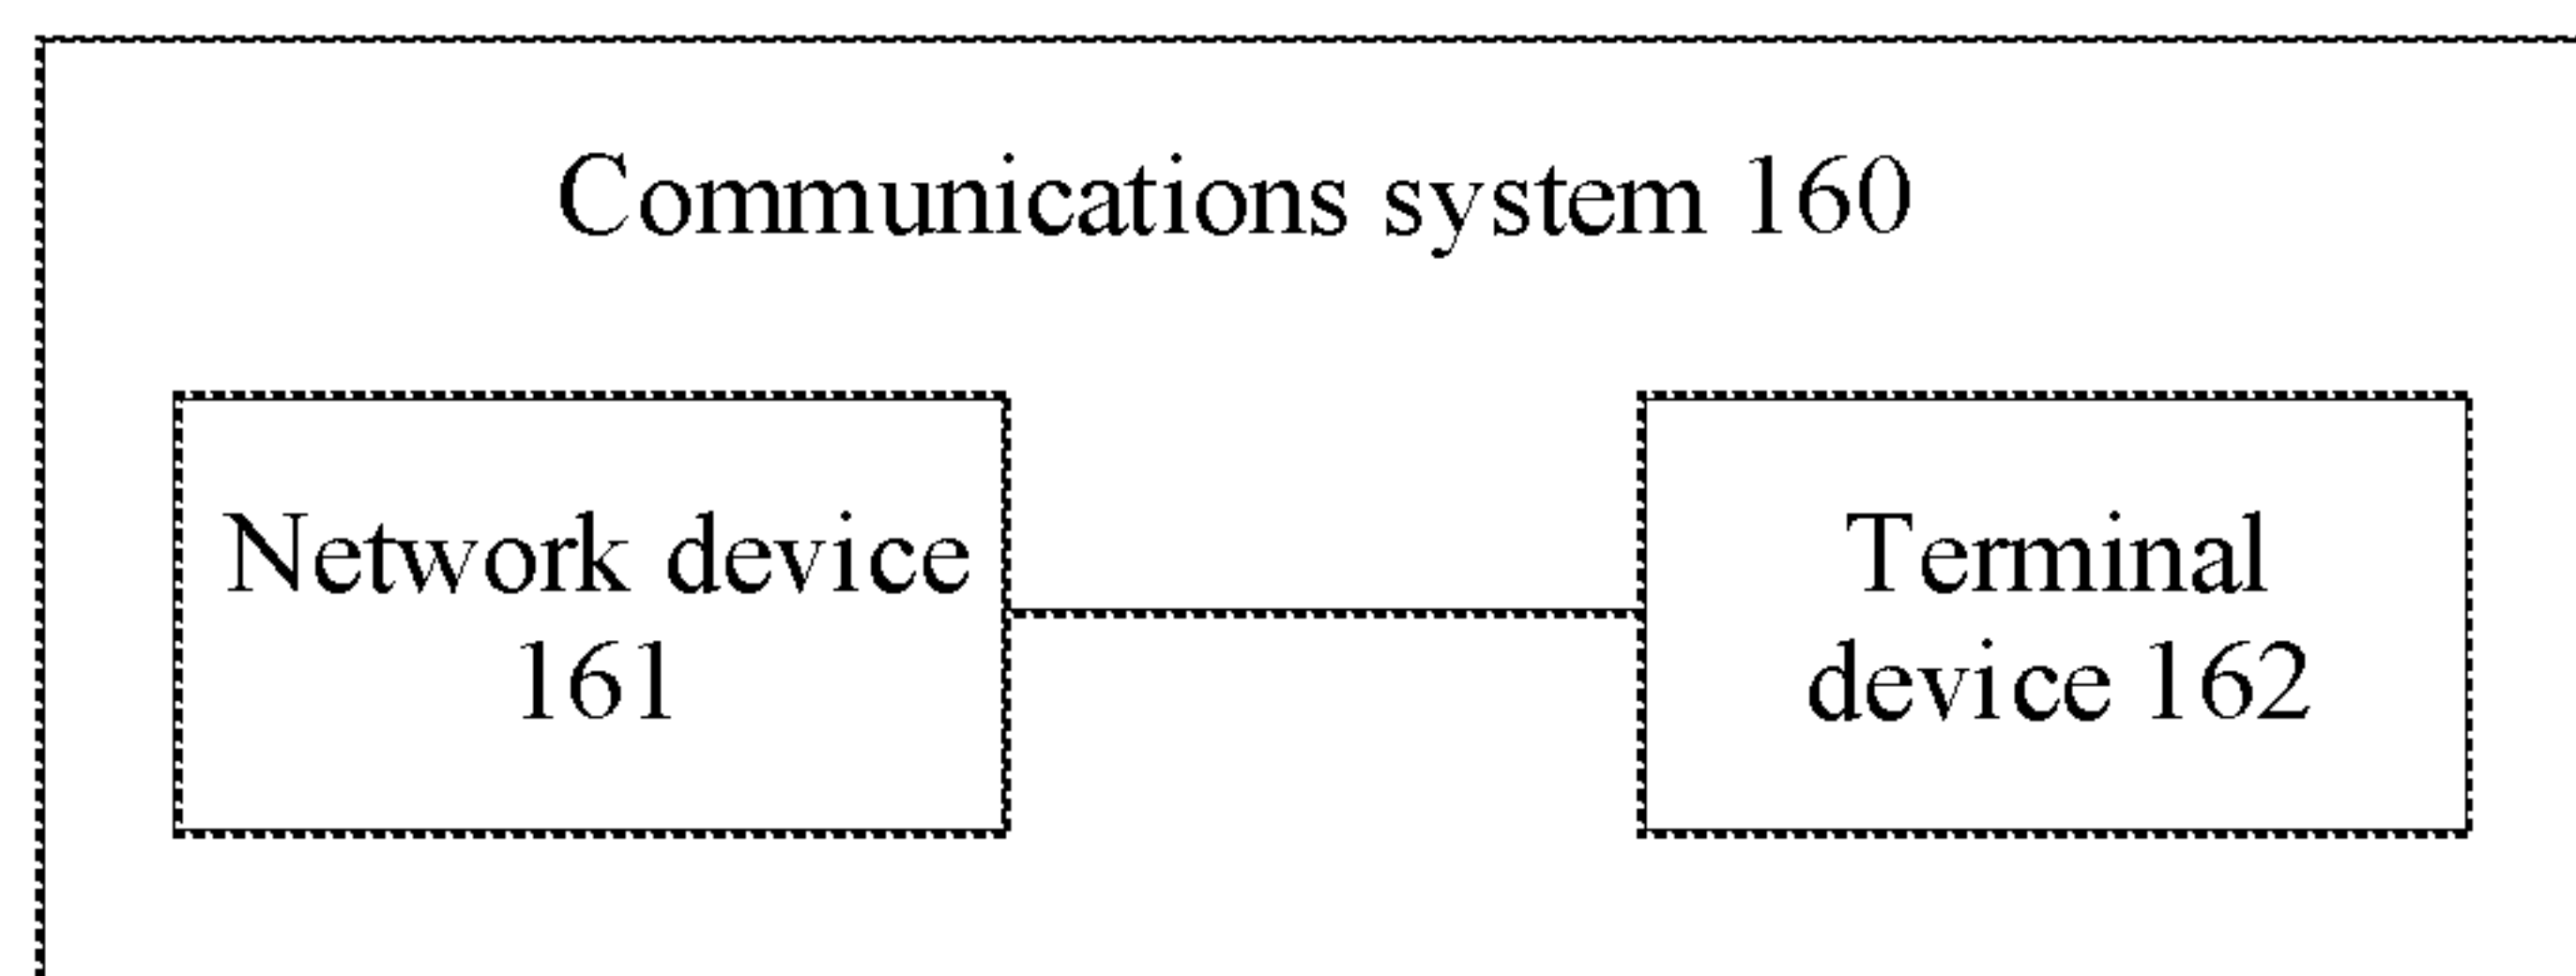 Communications system 160
Network device
161
Terminal
device 162